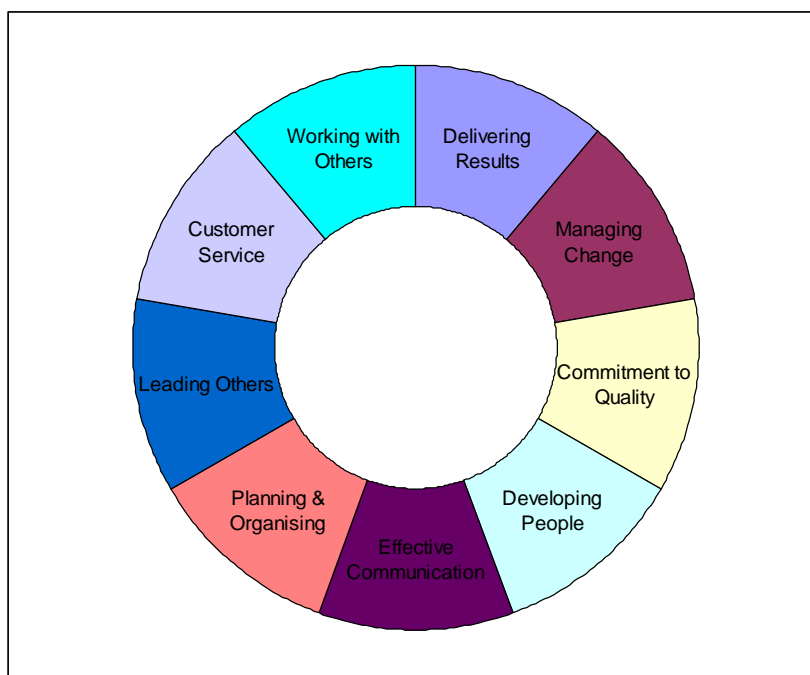 Working with
Others
Delivering
Results
Managing
Change
Commitment to
Quality
Developing
People
Effective
Communication
Planning &
Organising
Leading Others
Customer
Service